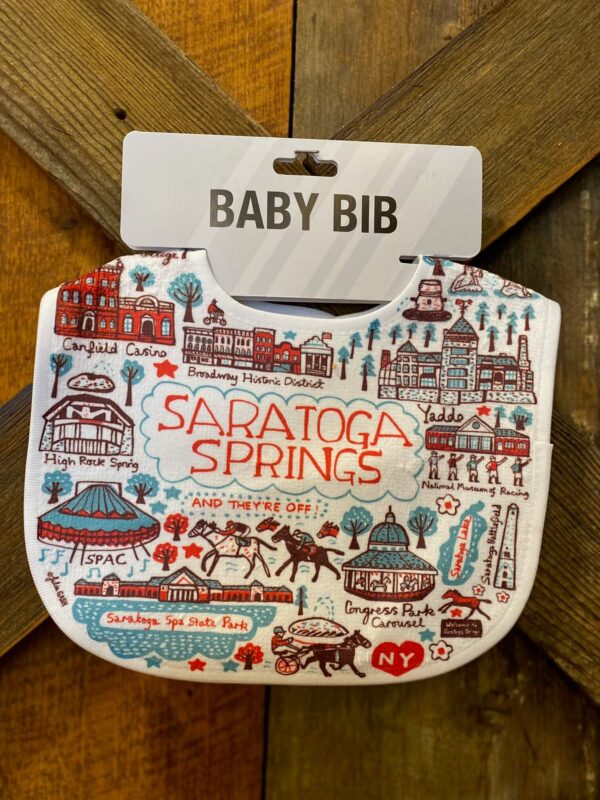 BABY BIB
Canfield Casino
Broadway Historic District
Yaddo
SARATOGA
SPRINGS
High Rock Spring
National Museum of Racing
AND THEY'RE OFF!
SPAC
Saratoga Lake
Saratoga Battlefield
Congress Park
Carousel
Saratoga Spa State Park
Welcome to
Saratoga Springs
NY